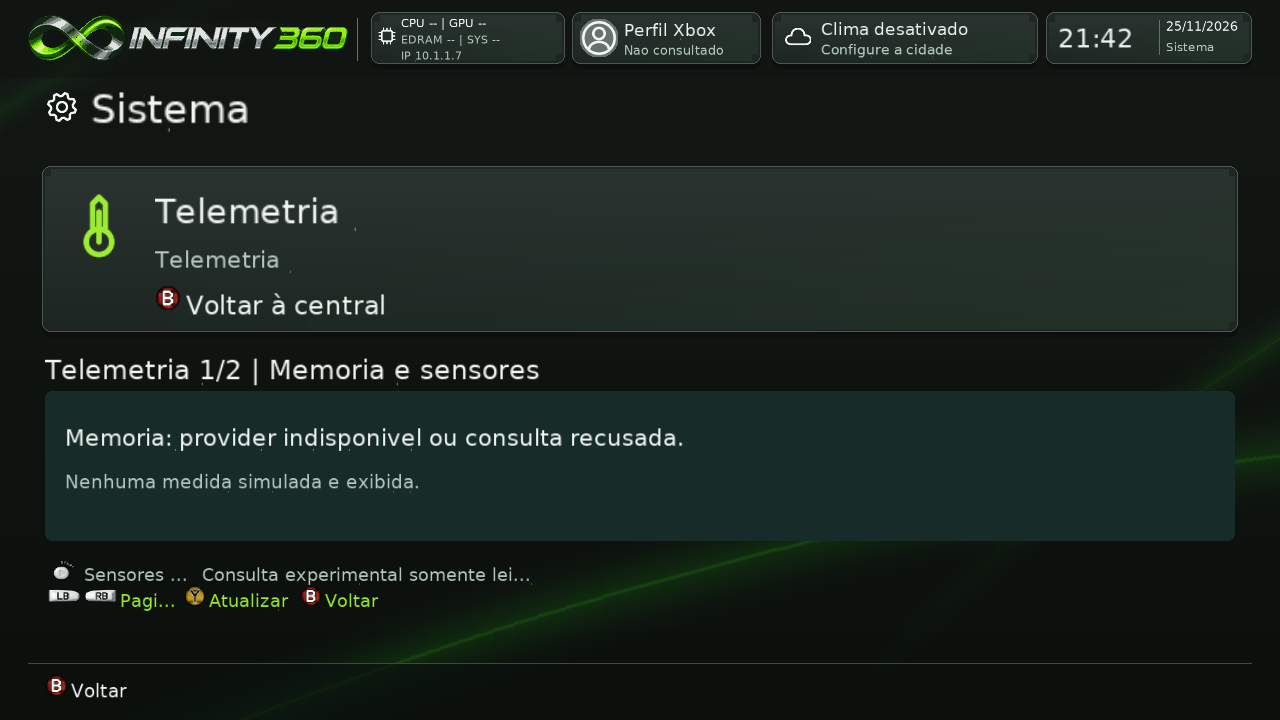 INFINITY 360
CPU -- | GPU --
EDRAM -- | SYS --
IP 10.1.1.7
Perfil Xbox
Nao consultado
Clima desativado
Configure a cidade
21:42
25/11/2026
Sistema
Sistema
Telemetria
Telemetria
B Voltar à central
Telemetria 1/2 | Memoria e sensores
Memoria: provider indisponivel ou consulta recusada.
Nenhuma medida simulada e exibida.
Sensores ... Consulta experimental somente lei...
LB RB Pagi... Y Atualizar B Voltar
B Voltar